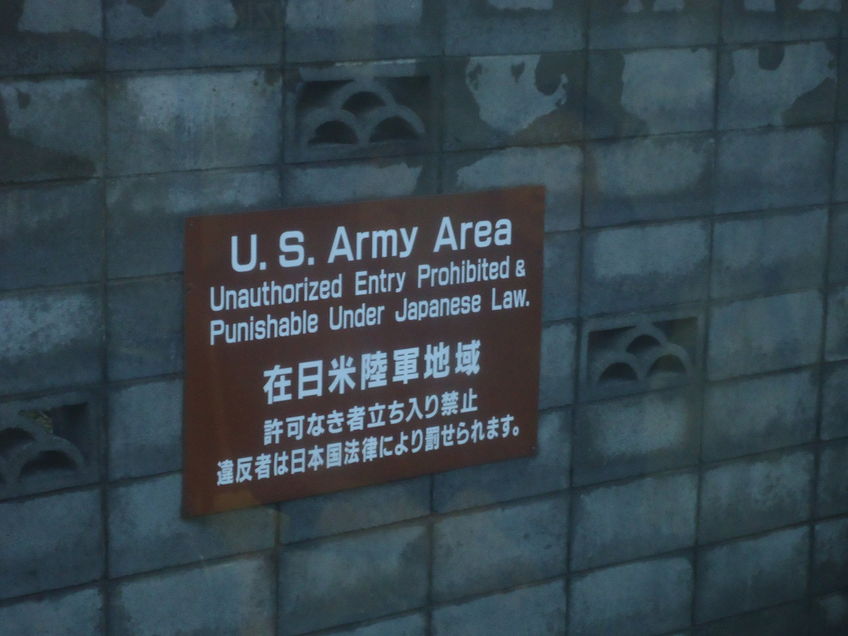 U.S. Army Area
Unauthorized Entry Prohibited &
Punishable Under Japanese Law.
在日米陸軍地域
許可なき者立ち入り禁止
違反者は日本国法律により罰せられます。